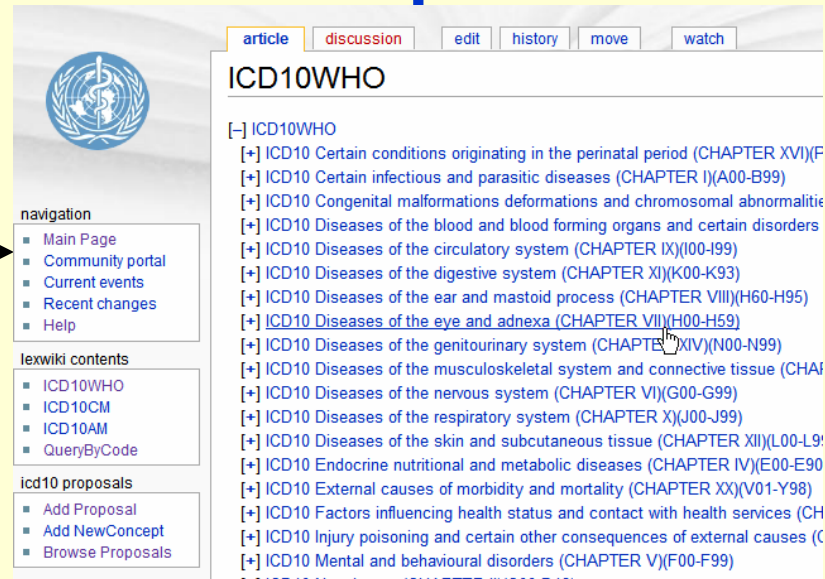 article discussion edit history move watch
ICD10WHO
[–] ICD10WHO
[+] ICD10 Certain conditions originating in the perinatal period (CHAPTER XVI)(P
[+] ICD10 Certain infectious and parasitic diseases (CHAPTER I)(A00-B99)
[+] ICD10 Congenital malformations deformations and chromosomal abnormalitie
[+] ICD10 Diseases of the blood and blood forming organs and certain disorders
[+] ICD10 Diseases of the circulatory system (CHAPTER IX)(I00-I99)
[+] ICD10 Diseases of the digestive system (CHAPTER XI)(K00-K93)
[+] ICD10 Diseases of the ear and mastoid process (CHAPTER VIII)(H60-H95)
[+] ICD10 Diseases of the eye and adnexa (CHAPTER VII)(H00-H59)
[+] ICD10 Diseases of the genitourinary system (CHAPTE XIV)(N00-N99)
[+] ICD10 Diseases of the musculoskeletal system and connective tissue (CHAP
[+] ICD10 Diseases of the nervous system (CHAPTER VI)(G00-G99)
[+] ICD10 Diseases of the respiratory system (CHAPTER X)(J00-J99)
[+] ICD10 Diseases of the skin and subcutaneous tissue (CHAPTER XII)(L00-L99
[+] ICD10 Endocrine nutritional and metabolic diseases (CHAPTER IV)(E00-E90
[+] ICD10 External causes of morbidity and mortality (CHAPTER XX)(V01-Y98)
[+] ICD10 Factors influencing health status and contact with health services (CH
[+] ICD10 Injury poisoning and certain other consequences of external causes (C
[+] ICD10 Mental and behavioural disorders (CHAPTER V)(F00-F99)
navigation
Main Page
Community portal
Current events
Recent changes
Help
lexwiki contents
ICD10WHO
ICD10CM
ICD10AM
QueryByCode
icd10 proposals
Add Proposal
Add NewConcept
Browse Proposals